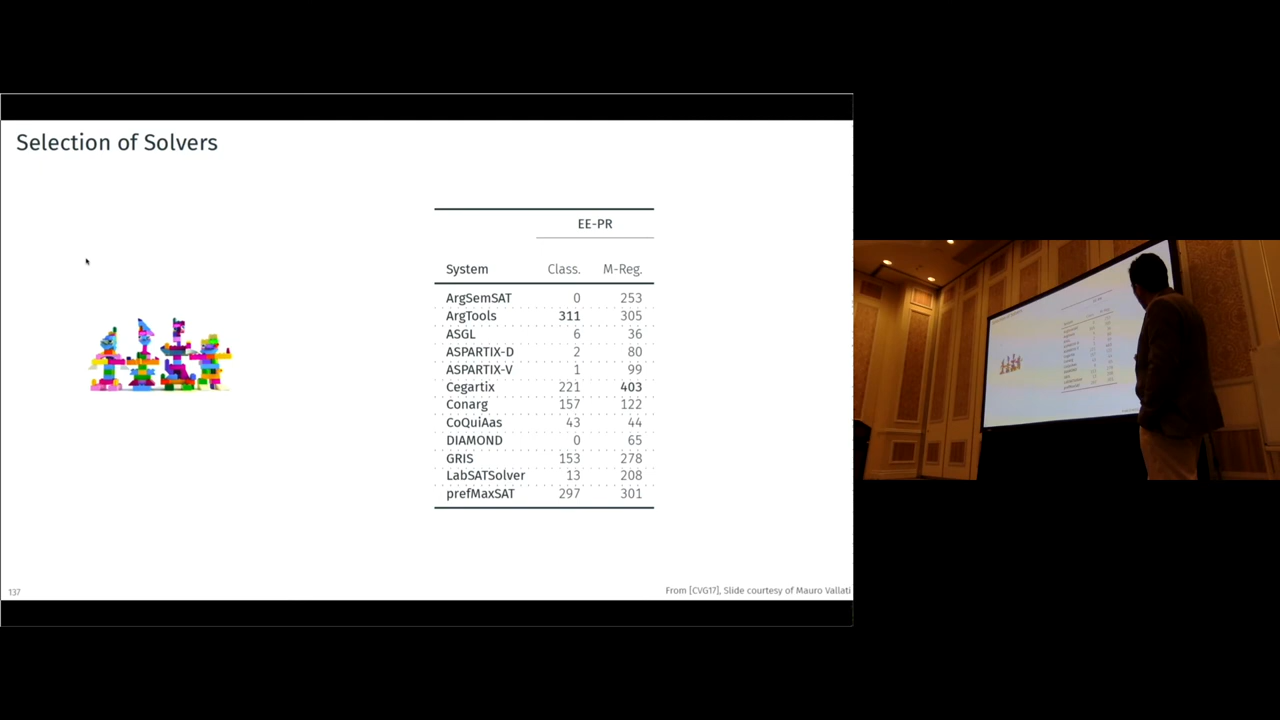 Selection of Solvers
EE-PR
System Class. M-Reg.
ArgSemSAT 0 253
ArgTools 311 305
ASGL 6 36
ASPARTIX-D 2 80
ASPARTIX-V 1 99
Cegartix 221 403
Conarg 157 122
CoQuiAas 43 44
DIAMOND 0 65
GRIS 153 278
LabSATSolver 13 208
prefMaxSAT 297 301
137
From [CVG17], Slide courtesy of Mauro Vallati